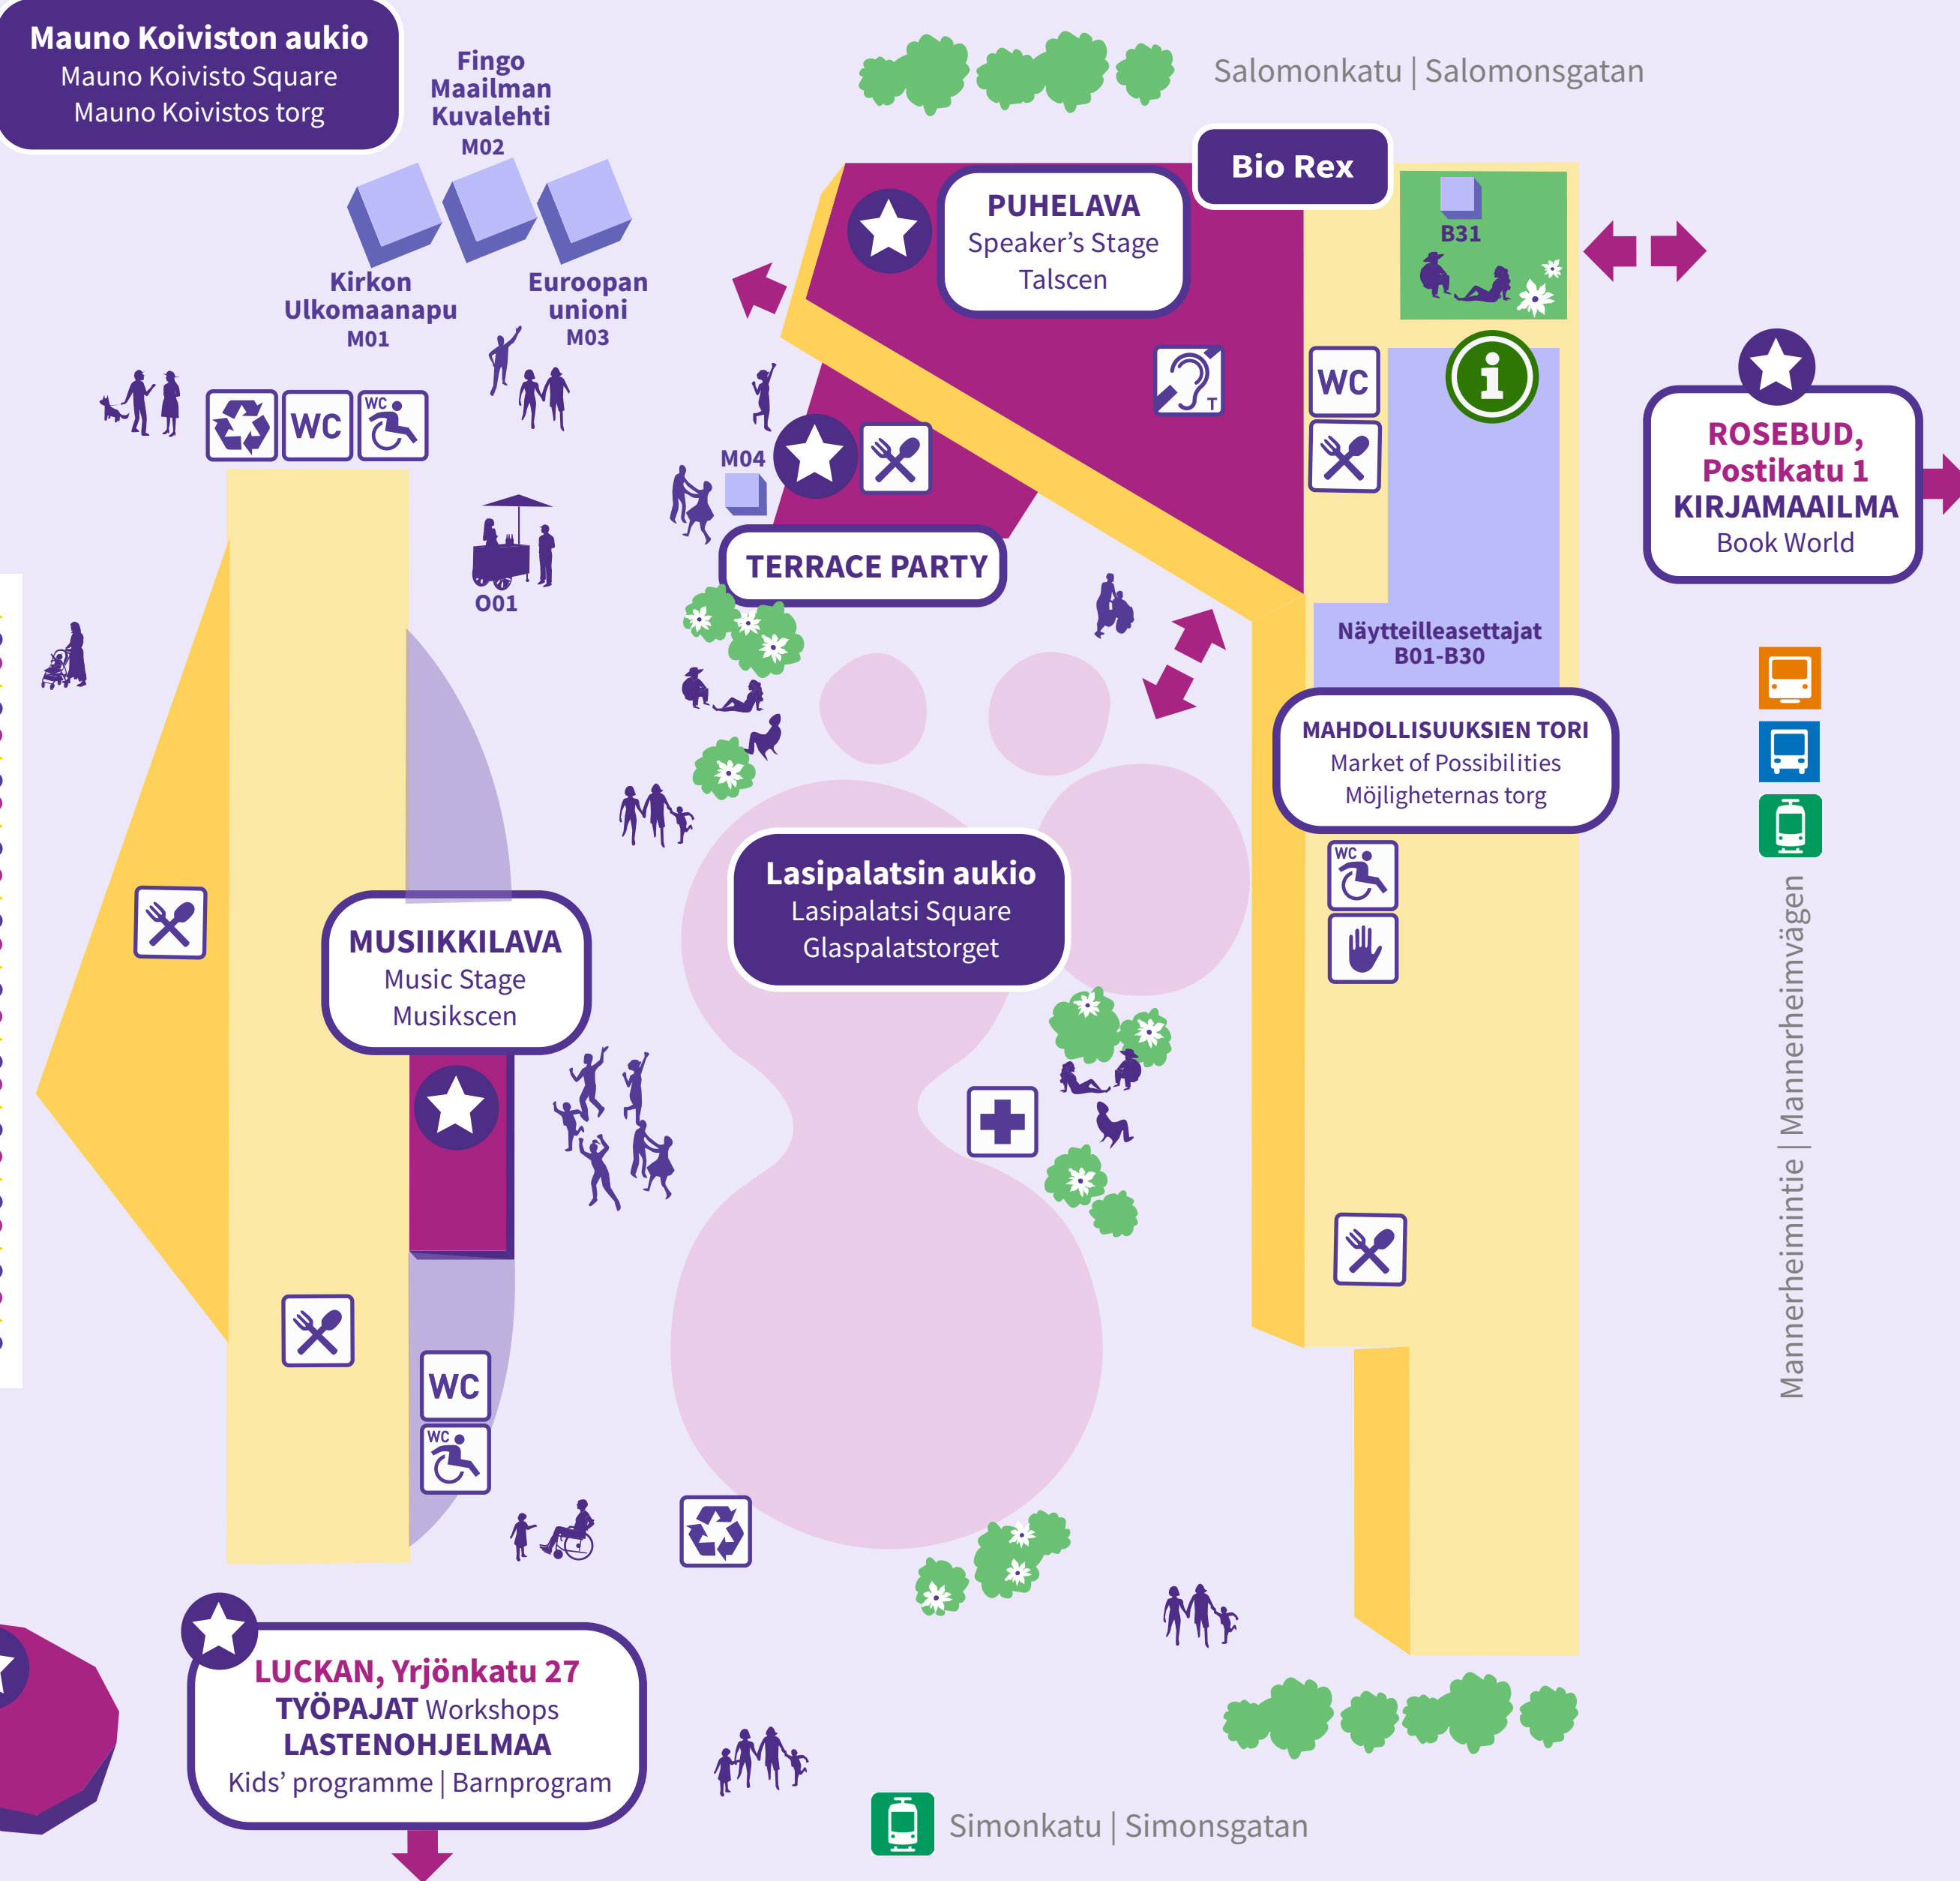 Mauno Koiviston aukio
Mauno Koivisto Square
Mauno Koivistos torg
Fingo
Maailman
Kuvalehti
M02
Kirkon
Ulkomaanapu
M01
Euroopan
unioni
M03
Salomonkatu | Salomonsgatan
Bio Rex
PUHELAVA
Speaker’s Stage
Talscen
B31
T
WC
WC
WC
M04
TERRACE PARTY
O01
ROSEBUD,
Postikatu 1
KIRJAMAAILMA
Book World
Näytteilleasettajat
B01-B30
MAHDOLLISUUKSIEN TORI
Market of Possibilities
Möjligheternas torg
WC
Lasipalatsin aukio
Lasipalatsi Square
Glaspalatstorget
MUSIIKKILAVA
Music Stage
Musikscen
Mannerheimintie | Mannerheimvägen
WC
WC
LUCKAN, Yrjönkatu 27
TYÖPAJAT Workshops
LASTENOHJELMAA
Kids’ programme | Barnprogram
Simonkatu | Simonsgatan